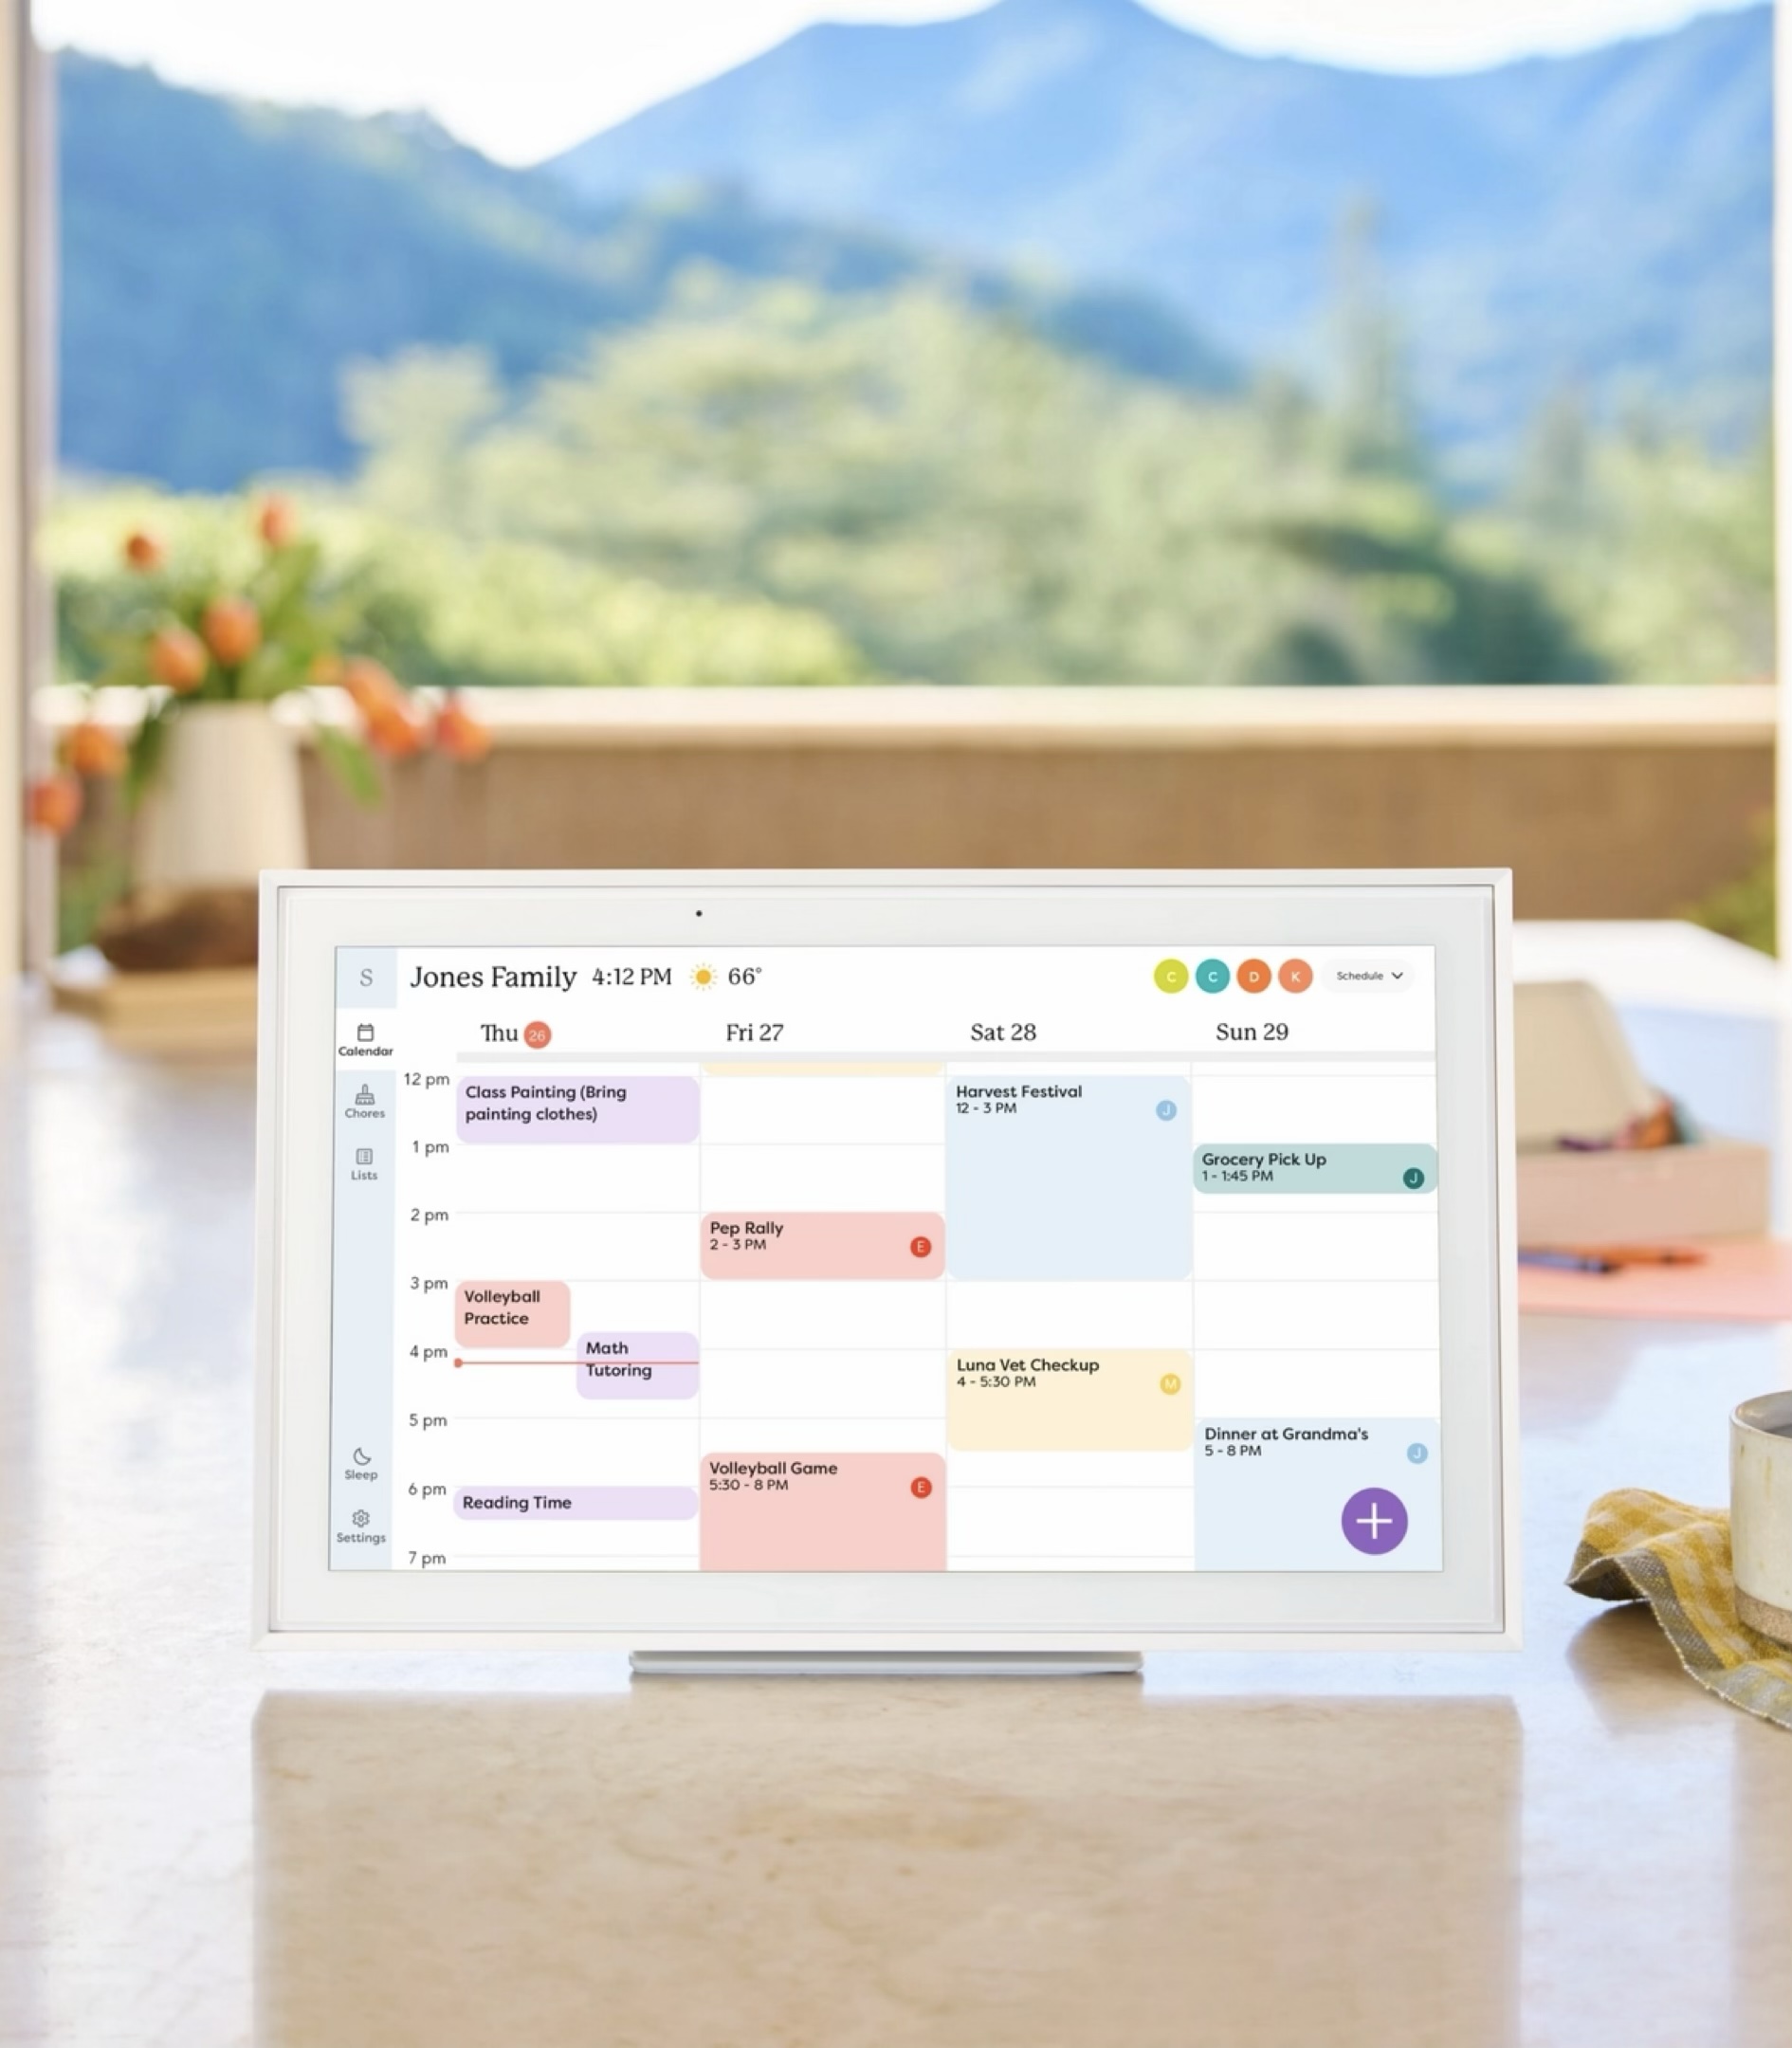 S
Jones Family 4:12 PM 66°
C C D K Schedule
Thu 26 Fri 27 Sat 28 Sun 29
Calendar
Chores
Lists
Sleep
Settings
12 pm
1 pm
2 pm
3 pm
4 pm
5 pm
6 pm
7 pm
Class Painting (Bring
painting clothes)
Volleyball
Practice
Math
Tutoring
Reading Time
Pep Rally
2 - 3 PM
E
Volleyball Game
5:30 - 8 PM
E
Harvest Festival
12 - 3 PM
J
Luna Vet Checkup
4 - 5:30 PM
M
Grocery Pick Up
1 - 1:45 PM
J
Dinner at Grandma's
5 - 8 PM
J